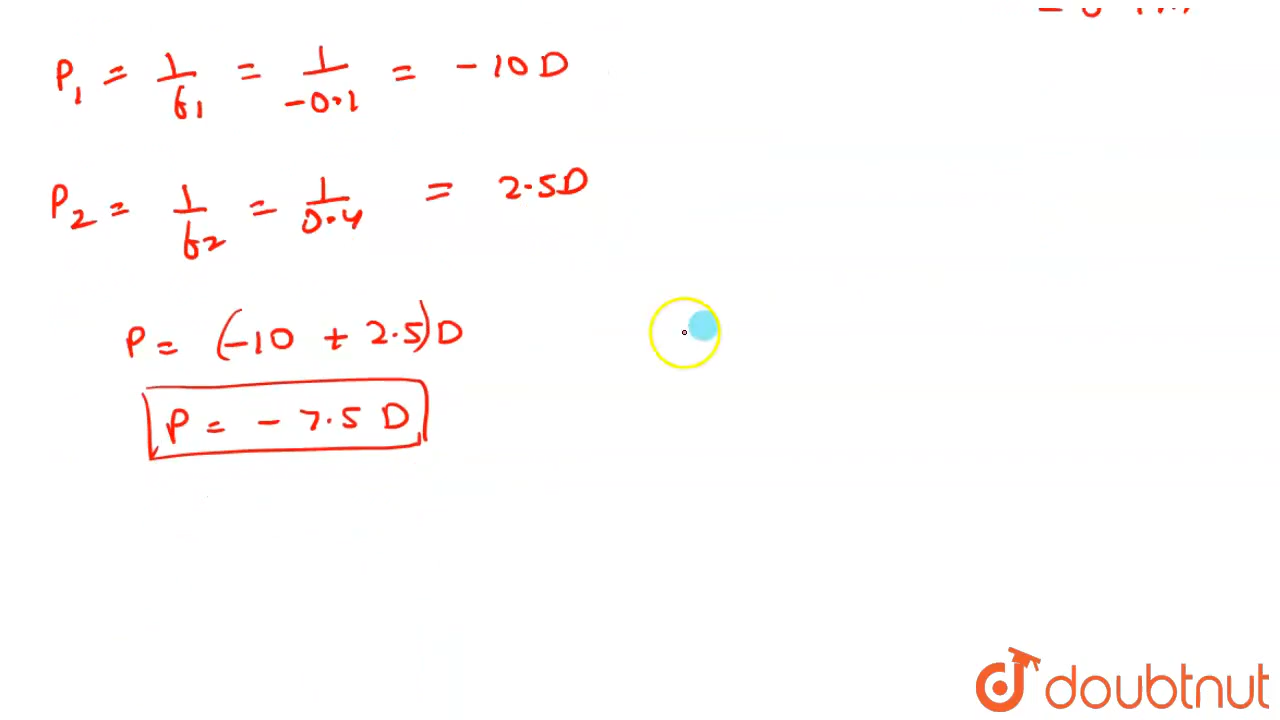 P₁ = 1/f₁ = 1/-0.1 = -10 D
P₂ = 1/f₂ = 1/0.4 = 2.5D
P = (-10 + 2.5)D
P = - 7.5 D
doubtnut